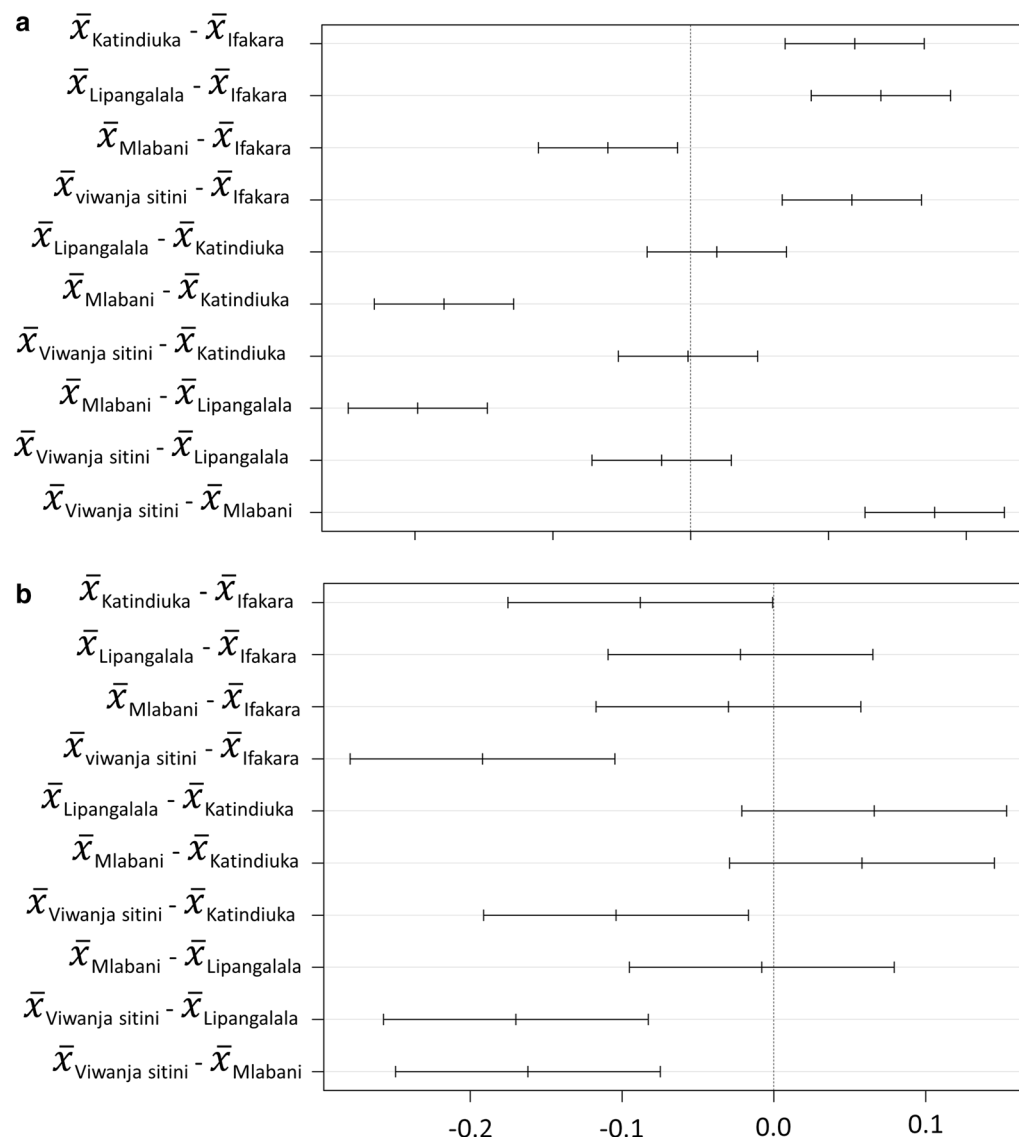 a
x̄Katindiuka - x̄Ifakara
x̄Lipangalala - x̄Ifakara
x̄Mlabani - x̄Ifakara
x̄viwanja sitini - x̄Ifakara
x̄Lipangalala - x̄Katindiuka
x̄Mlabani - x̄Katindiuka
x̄Viwanja sitini - x̄Katindiuka
x̄Mlabani - x̄Lipangalala
x̄Viwanja sitini - x̄Lipangalala
x̄Viwanja sitini - x̄Mlabani
b
x̄Katindiuka - x̄Ifakara
x̄Lipangalala - x̄Ifakara
x̄Mlabani - x̄Ifakara
x̄viwanja sitini - x̄Ifakara
x̄Lipangalala - x̄Katindiuka
x̄Mlabani - x̄Katindiuka
x̄Viwanja sitini - x̄Katindiuka
x̄Mlabani - x̄Lipangalala
x̄Viwanja sitini - x̄Lipangalala
x̄Viwanja sitini - x̄Mlabani
-0.2 -0.1 0.0 0.1